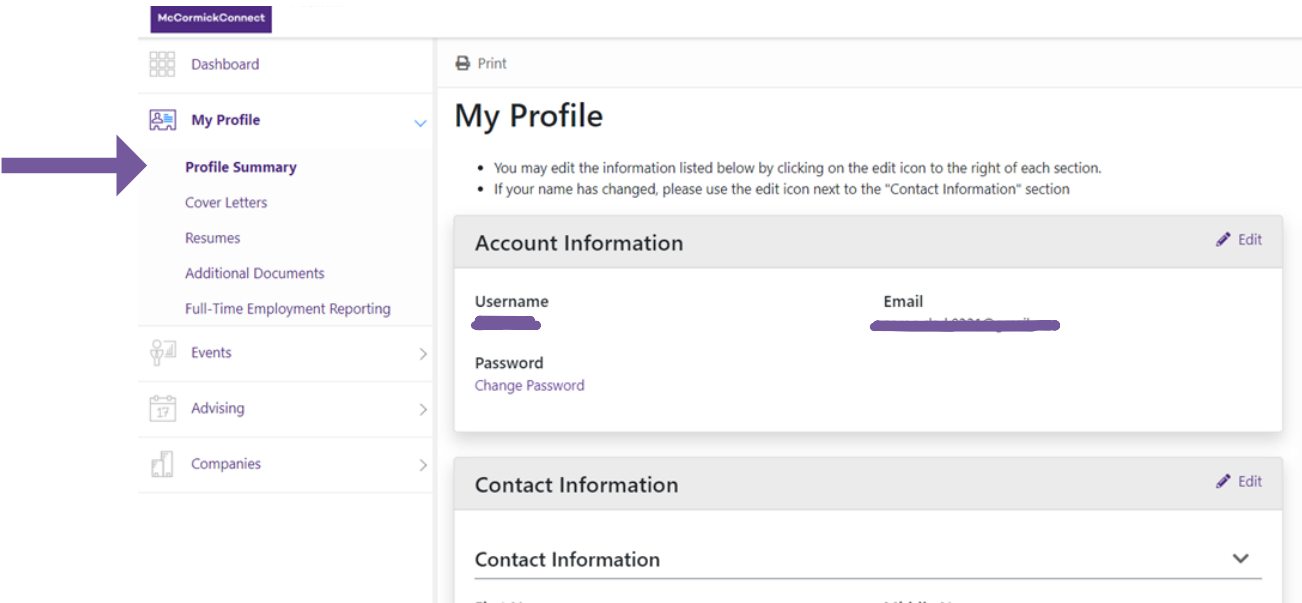 McCormickConnect
Dashboard
My Profile
Profile Summary
Cover Letters
Resumes
Additional Documents
Full-Time Employment Reporting
17
Events
Advising
Companies
Print
My Profile
You may edit the information listed below by clicking on the edit icon to the right of each section.
If your name has changed, please use the edit icon next to the "Contact Information" section
Account Information
Edit
Username
Email
Password
Change Password
Contact Information
Edit
Contact Information